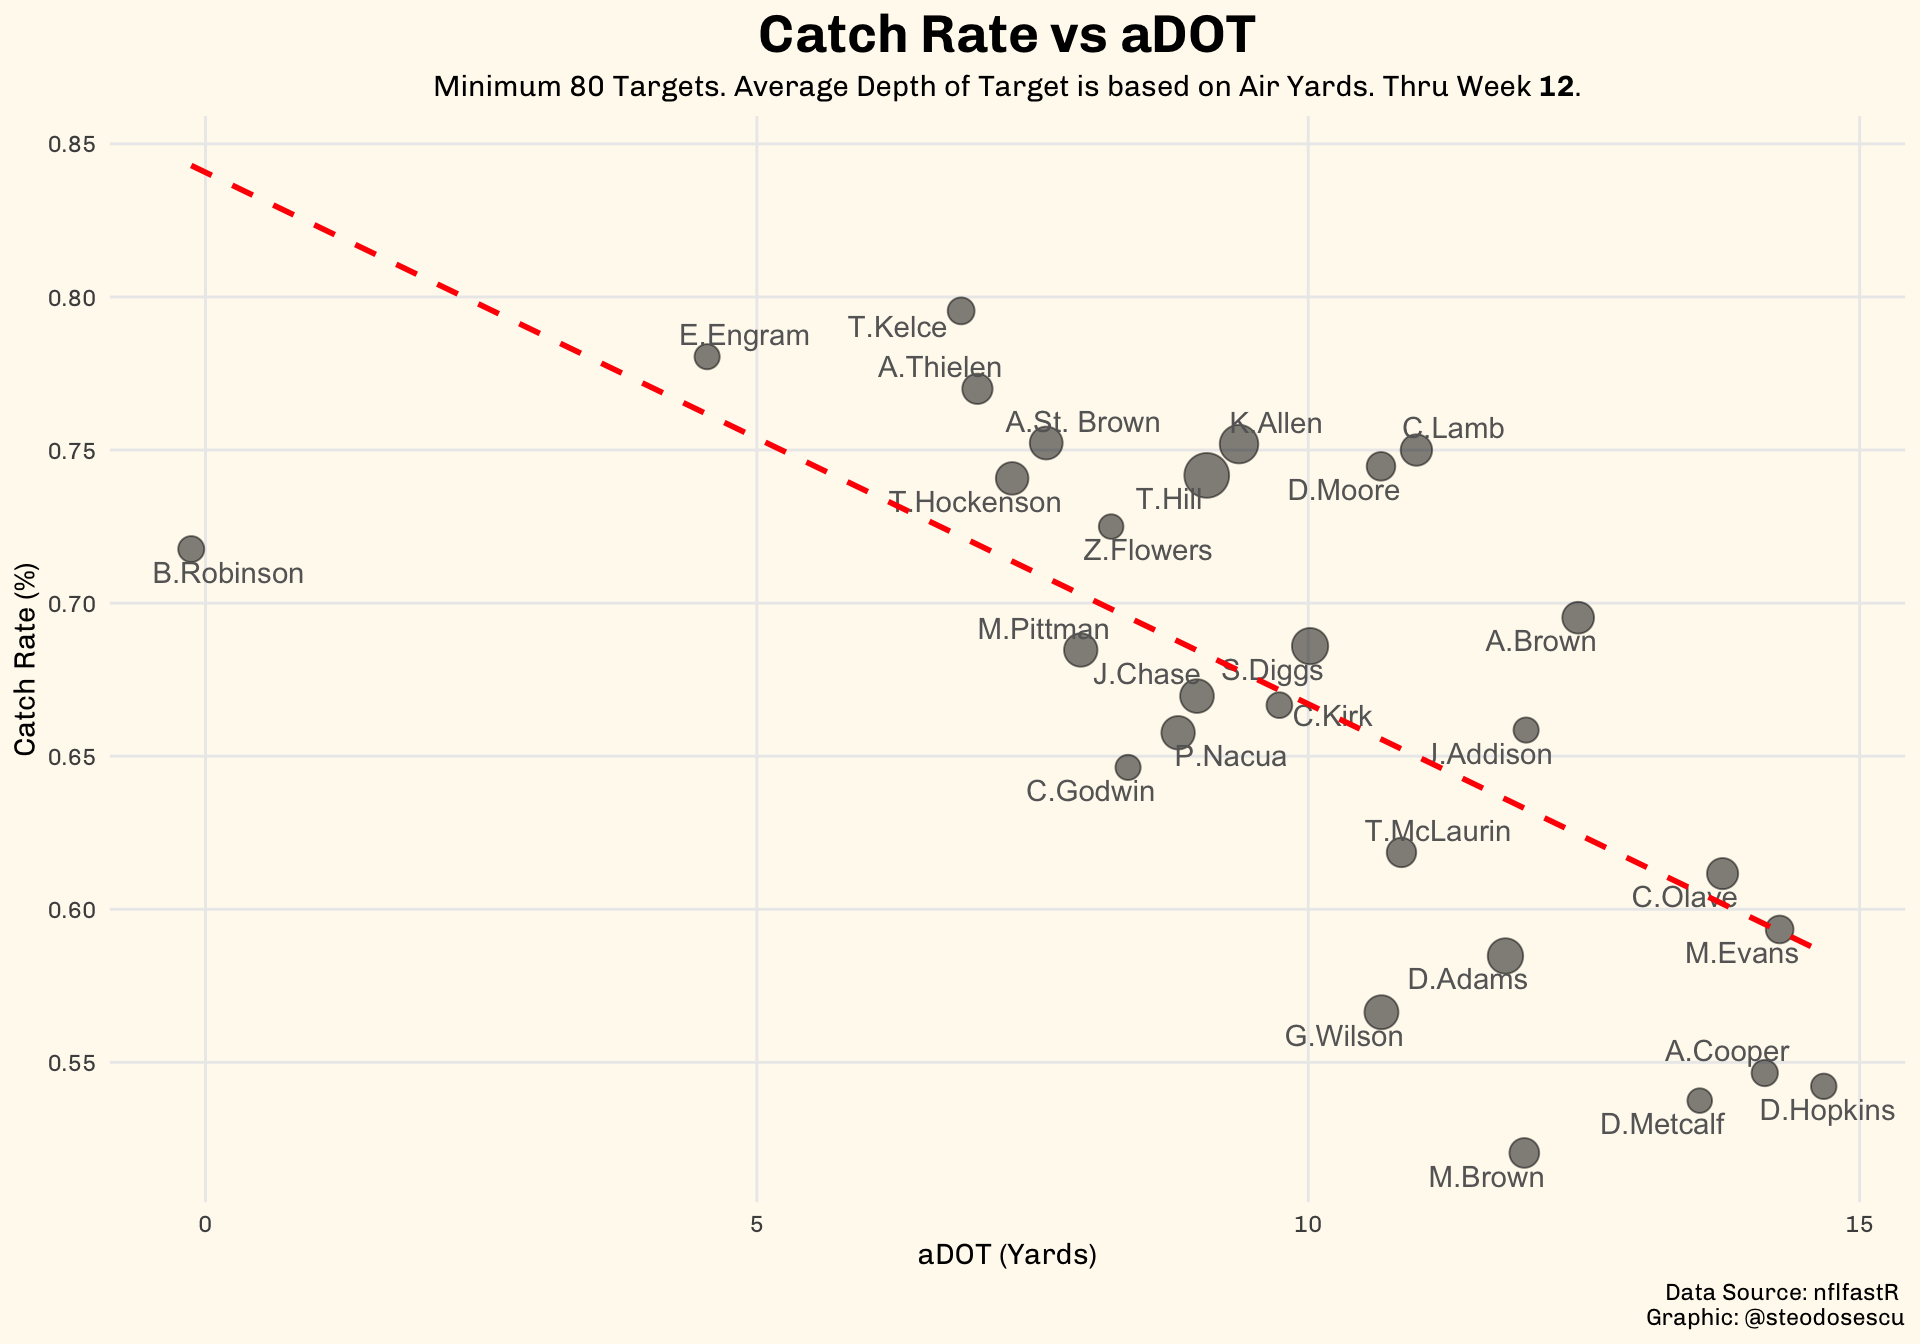 Catch Rate vs aDOT
Minimum 80 Targets. Average Depth of Target is based on Air Yards. Thru Week 12.
Catch Rate (%)
0.85
0.80
0.75
0.70
0.65
0.60
0.55
T.Kelce
E.Engram
A.Thielen
A.St. Brown
K.Allen
C.Lamb
T.Hockenson
T.Hill
D.Moore
Z.Flowers
B.Robinson
M.Pittman
A.Brown
J.Chase
S.Diggs
C.Kirk
P.Nacua
J.Addison
C.Godwin
T.McLaurin
C.Olave
M.Evans
D.Adams
G.Wilson
A.Cooper
D.Hopkins
D.Metcalf
M.Brown
0
5
10
15
aDOT (Yards)
Data Source: nflfastR
Graphic: @steodosescu